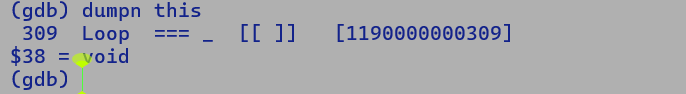 (gdb) dumpn this
 309  Loop  === _  [[ ]]   [1190000000309]
$38 = void
(gdb)